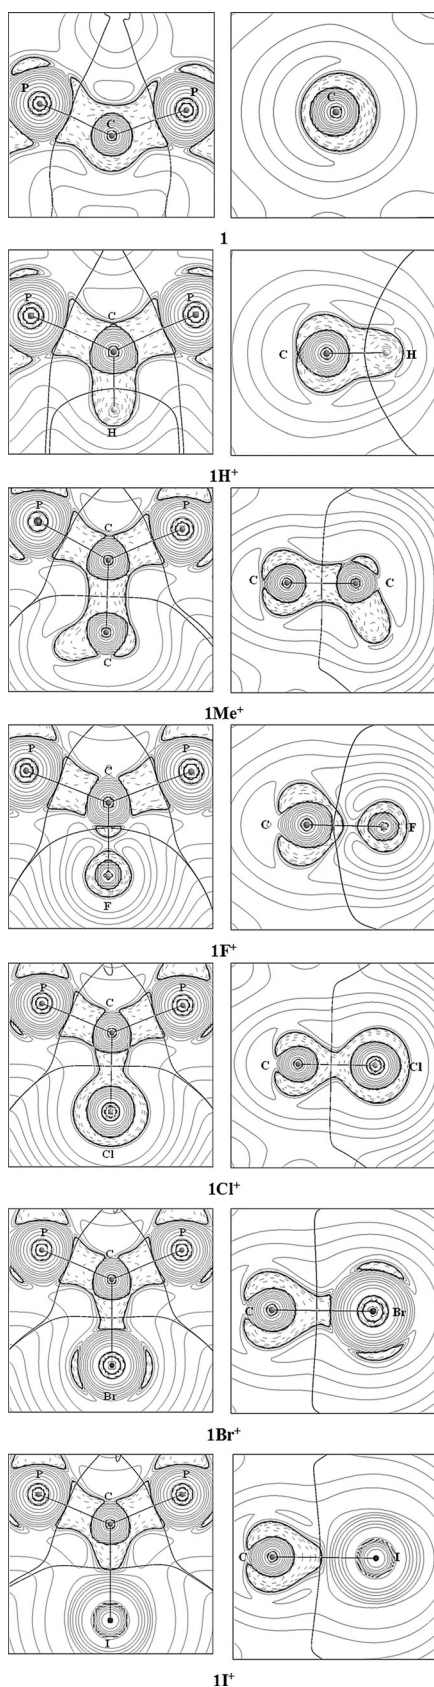 P P C C
1
P C P C H H
1H⁺
P C P C C C
1Me⁺
P C P C F F
1F⁺
P C P C Cl Cl
1Cl⁺
P P C C Br Br
1Br⁺
P P C C I I
1I⁺